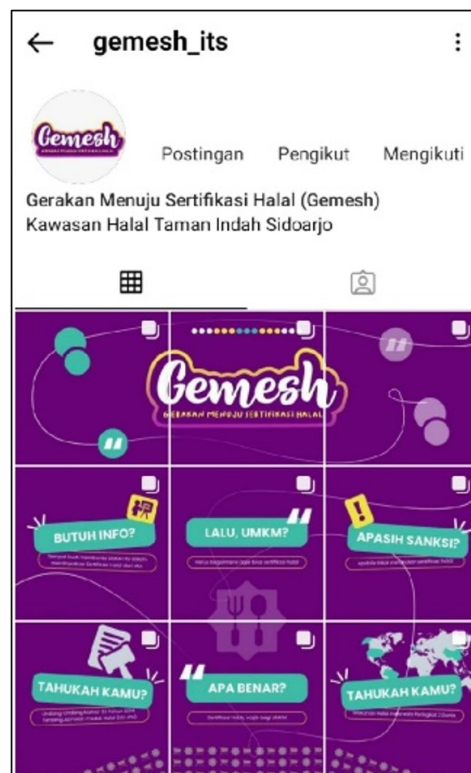 gemesh_its
Gemesh
Postingan Pengikut Mengikuti
Gerakan Menuju Sertifikasi Halal (Gemesh)
Kawasan Halal Taman Indah Sidoarjo
Gemesh
GERAKAN MENUJU SERTIFIKASI HALAL
BUTUH INFO?
LALU, UMKM?
APASIH SANKSI?
TAHUKAH KAMU?
APA BENAR?
TAHUKAH KAMU?